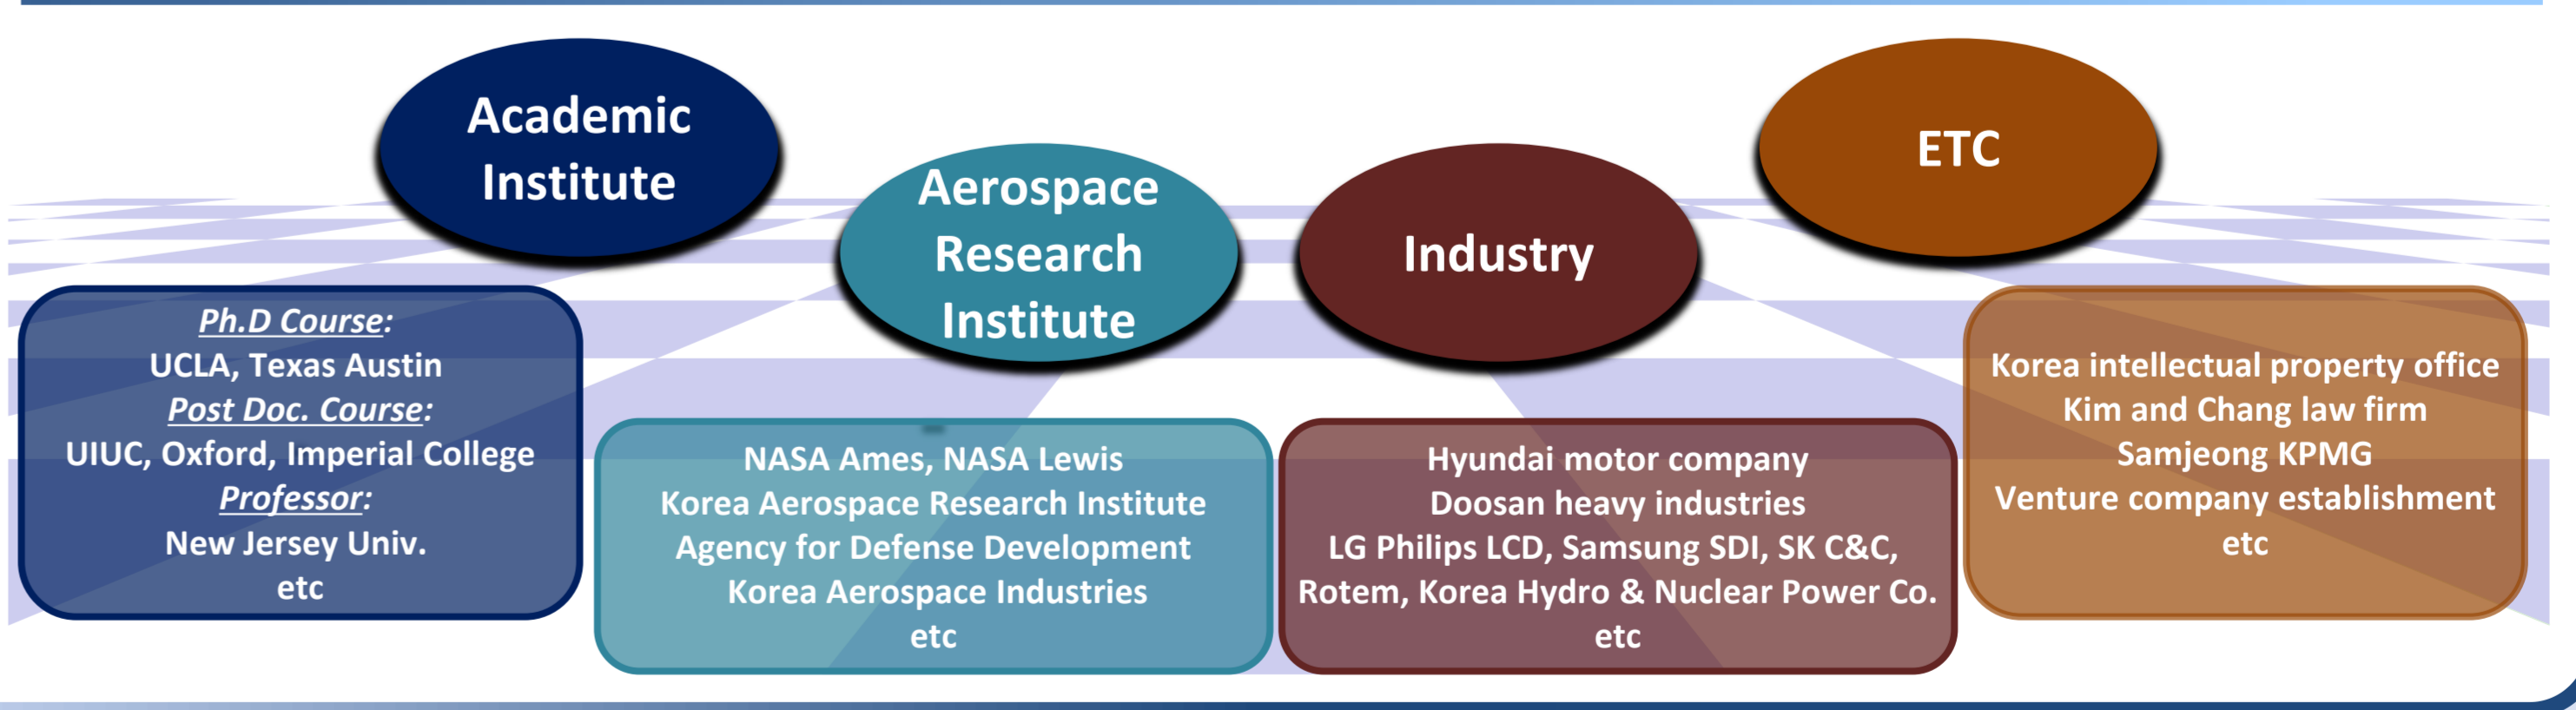 Academic
Institute
Ph.D Course:
UCLA, Texas Austin
Post Doc. Course:
UIUC, Oxford, Imperial College
Professor:
New Jersey Univ.
etc
Aerospace
Research
Institute
NASA Ames, NASA Lewis
Korea Aerospace Research Institute
Agency for Defense Development
Korea Aerospace Industries
etc
Industry
Hyundai motor company
Doosan heavy industries
LG Philips LCD, Samsung SDI, SK C&C,
Rotem, Korea Hydro & Nuclear Power Co.
etc
ETC
Korea intellectual property office
Kim and Chang law firm
Samjeong KPMG
Venture company establishment
etc